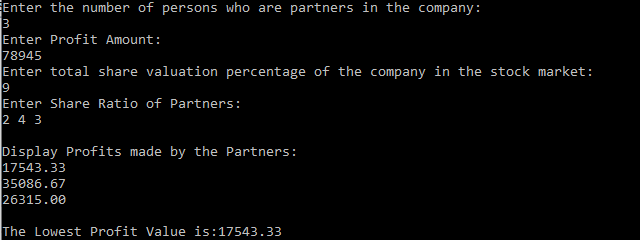 Enter the number of persons who are partners in the company:
3
Enter Profit Amount:
78945
Enter total share valuation percentage of the company in the stock market:
9
Enter Share Ratio of Partners:
2 4 3
Display Profits made by the Partners:
17543.33
35086.67
26315.00
The Lowest Profit Value is:17543.33